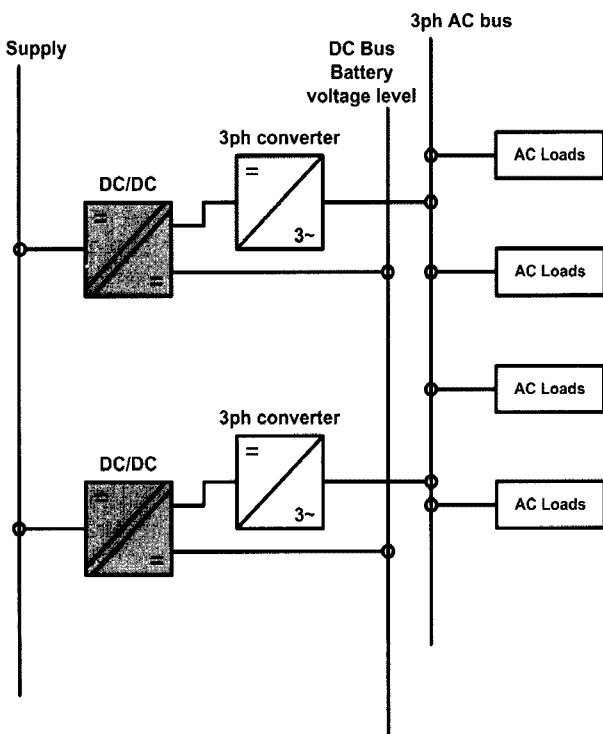 3ph AC bus
Supply
DC Bus
Battery
voltage level
3ph converter
AC Loads
DC/DC
=
=
3~
=
AC Loads
AC Loads
3ph converter
DC/DC
=
=
3~
=
AC Loads